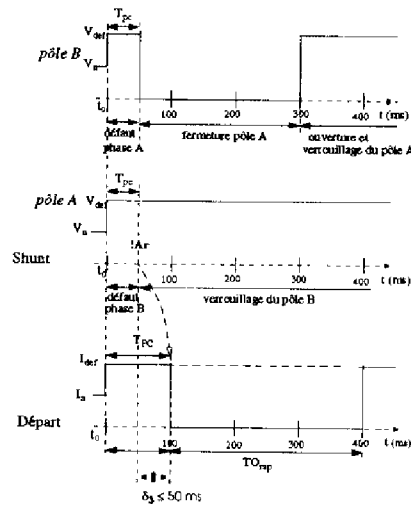 T_pc
V_def
pôle B
V_n
t_0
100 200 300 400 t (ms)
défaut phase A
fermeture pôle A
ouverture et verrouillage du pôle A
T_pc
pôle A V_def
V_n
!Ar
Shunt
t_0
100 200 300 400 t (ms)
défaut phase B
verrouillage du pôle B
T_PC
I_def
I_n
Départ
t_0
100 200 300 400 t (ms)
TO_rap
δ_3 ≤ 50 ms